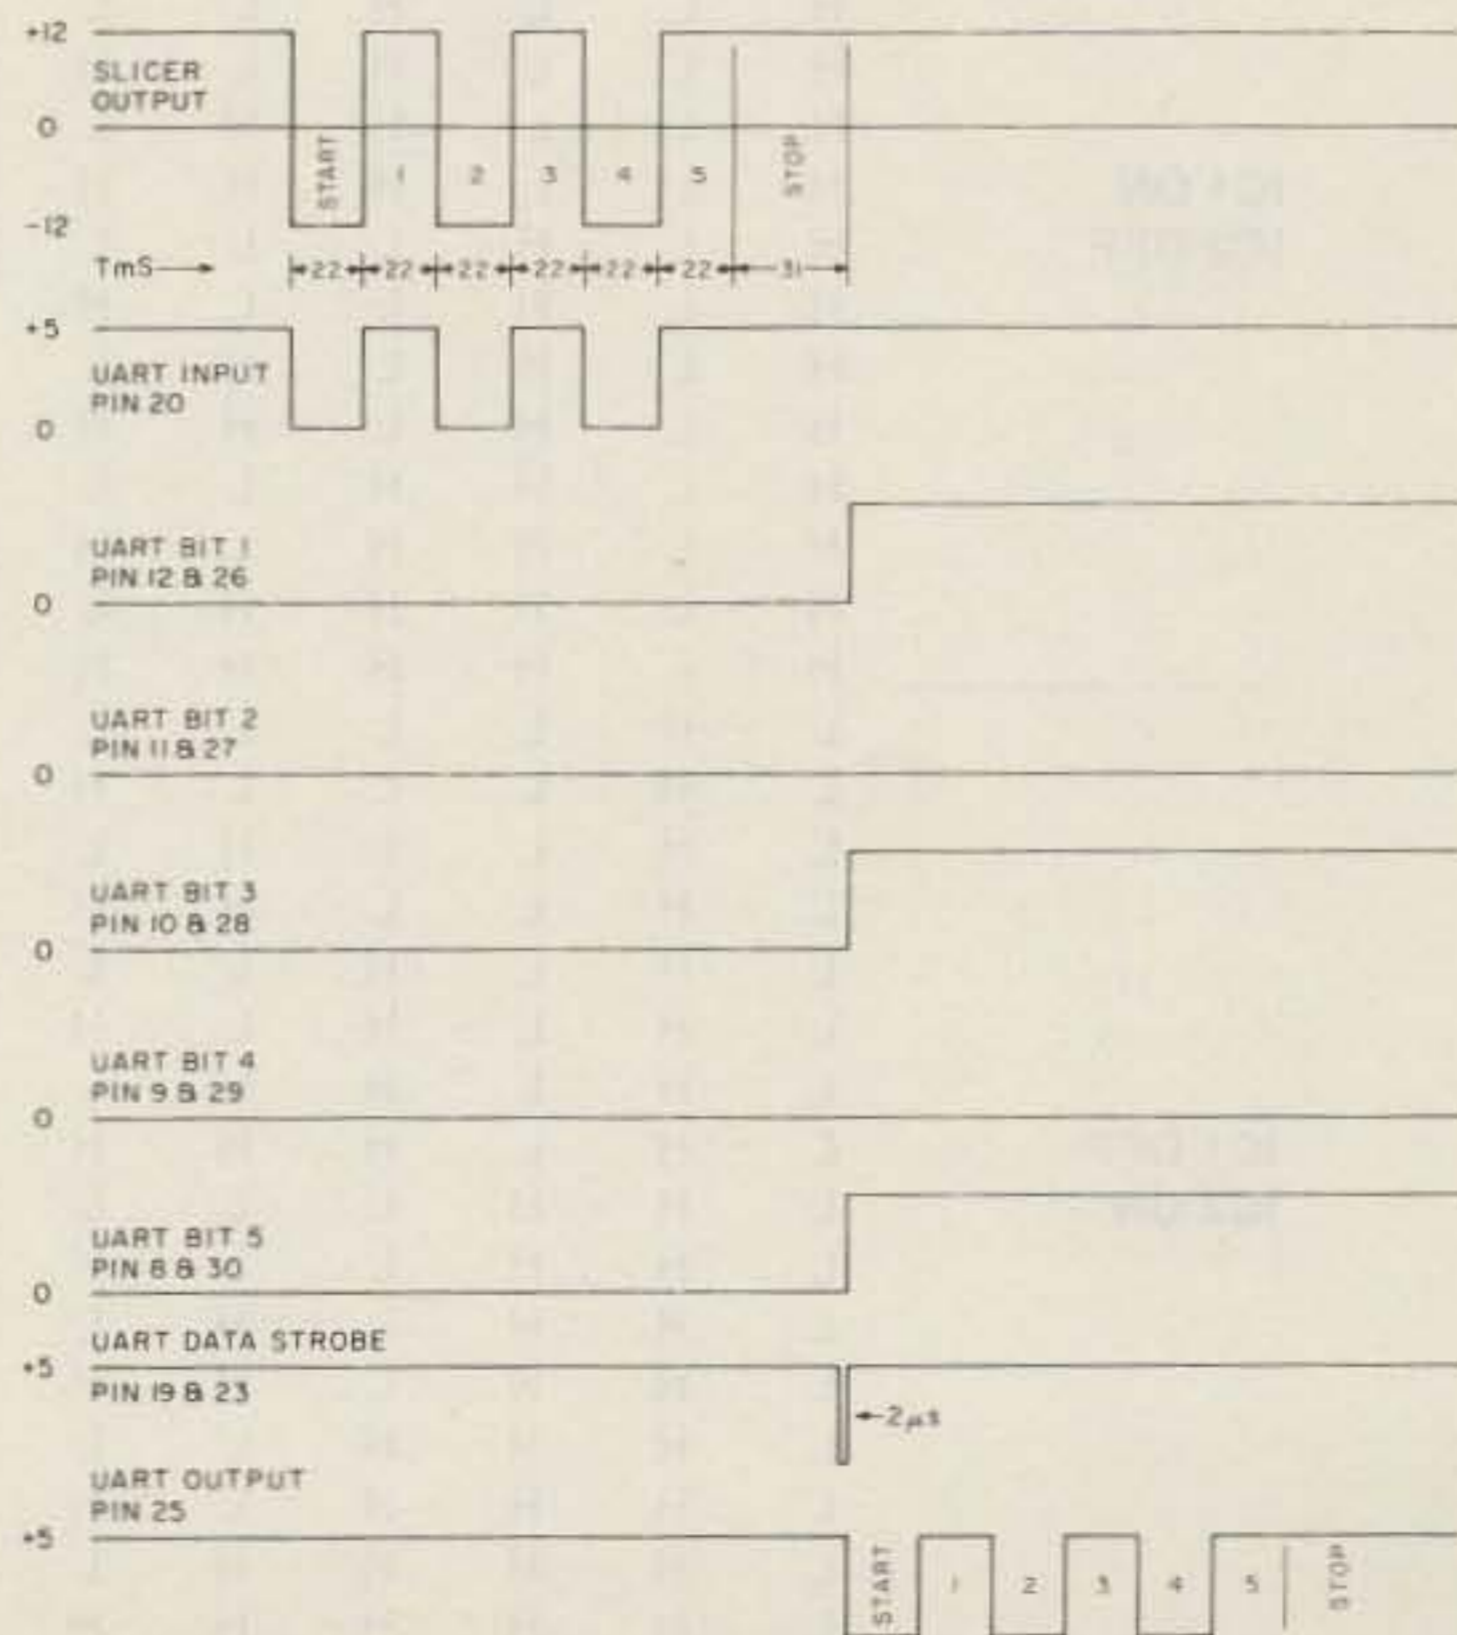 +12
SLICER
OUTPUT
0
START 1 2 3 4 5 STOP
-12
TmS 22 22 22 22 22 22 31
+5
UART INPUT
PIN 20
0
UART BIT 1
PIN 12 & 26
0
UART BIT 2
PIN 11 & 27
0
UART BIT 3
PIN 10 & 28
0
UART BIT 4
PIN 9 & 29
0
UART BIT 5
PIN 8 & 30
0
UART DATA STROBE
+5
PIN 19 & 23
2μs
UART OUTPUT
PIN 25
+5
START 1 2 3 4 5 STOP